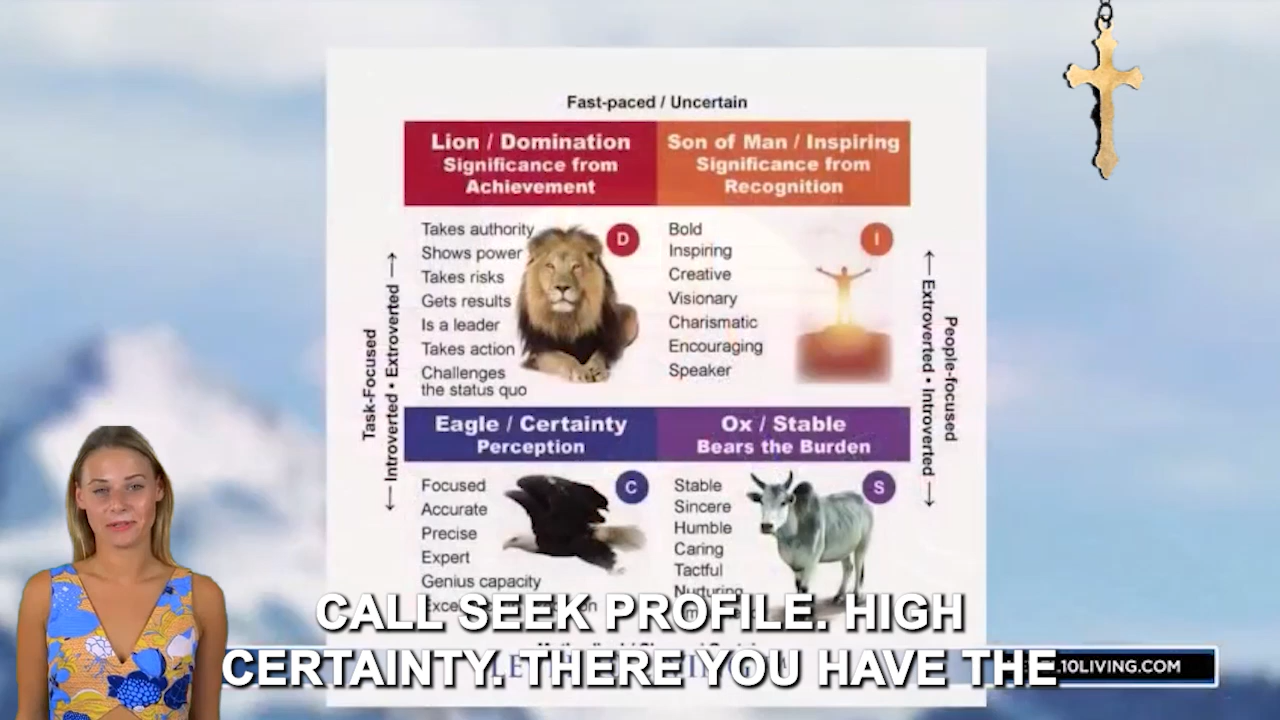 Fast-paced / Uncertain
Lion / Domination
Significance from
Achievement
Son of Man / Inspiring
Significance from
Recognition
Takes authority
Shows power
Takes risks
Gets results
Is a leader
Takes action
Challenges
the status quo
D
Bold
Inspiring
Creative
Visionary
Charismatic
Encouraging
Speaker
I
Task-Focused
← Introverted • Extroverted →
People-focused
← Extroverted • Introverted →
Eagle / Certainty
Perception
Ox / Stable
Bears the Burden
Focused
Accurate
Precise
Expert
Genius capacity
C
Stable
Sincere
Humble
Caring
Tactful
Nurturing
S
CALL SEEK PROFILE. HIGH
CERTAINTY. THERE YOU HAVE THE
10LIVING.COM